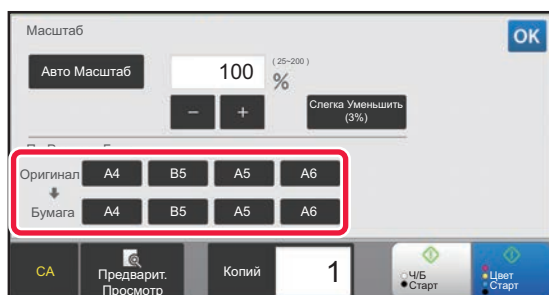 Масштаб
OK
Авто Масштаб
100
(25~200)
%
−
+
Слегка Уменьшить
(3%)
Оригинал
A4
B5
A5
A6
Бумага
A4
B5
A5
A6
CA
Предварит.
Просмотр
Копий
1
Ч/Б
Старт
Цвет
Старт